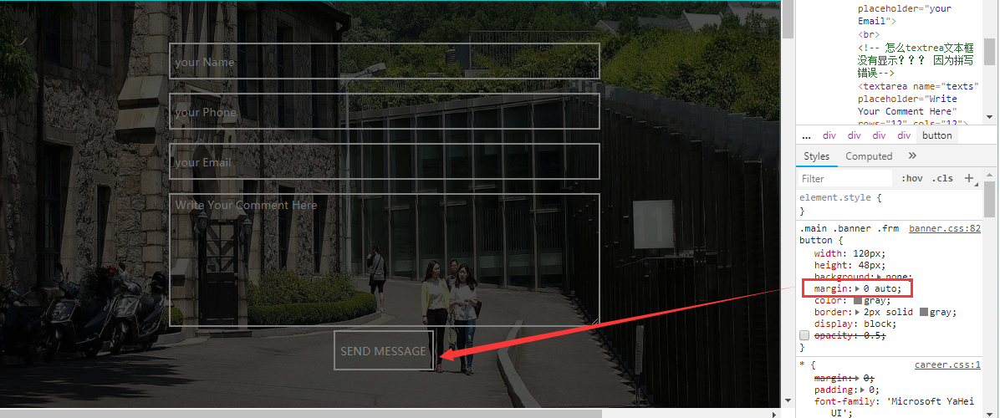 your Name
your Phone
your Email
Write Your Comment Here
SEND MESSAGE
placeholder="your
Email">
<br>
<!-- 怎么textrea文本框
没有显示？？？ 因为拼写
错误-->
<textarea name="texts"
placeholder="Write
Your Comment Here"
rows="12" cols="12">
... div div div div button
Styles Computed »
Filter :hov .cls +
element.style {
}
.main .banner .frm banner.css:82
button {
width: 120px;
height: 48px;
background: none;
margin: 0 auto;
color: gray;
border: 2px solid gray;
display: block;
opacity: 0.5;
}
* { career.css:1
margin: 0;
padding: 0;
font-family: 'Microsoft YaHei
UI';